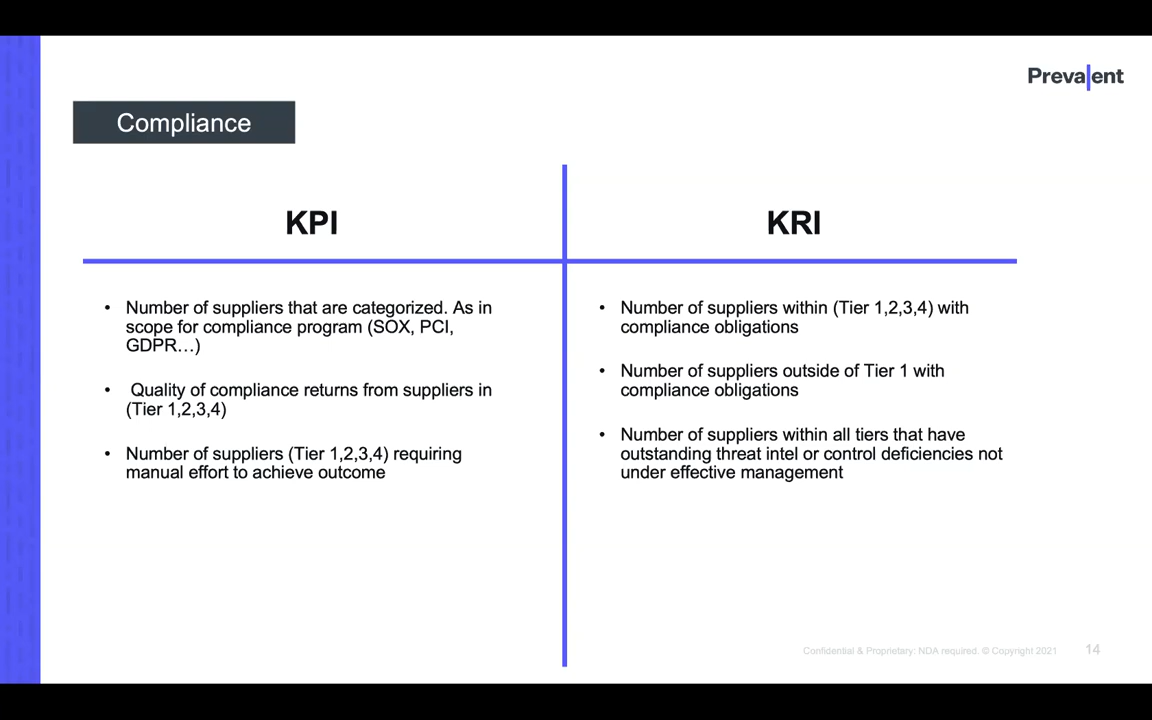 Prevalent
Compliance
KPI
KRI
• Number of suppliers that are categorized. As in
scope for compliance program (SOX, PCI,
GDPR…)
• Quality of compliance returns from suppliers in
(Tier 1,2,3,4)
• Number of suppliers (Tier 1,2,3,4) requiring
manual effort to achieve outcome
• Number of suppliers within (Tier 1,2,3,4) with
compliance obligations
• Number of suppliers outside of Tier 1 with
compliance obligations
• Number of suppliers within all tiers that have
outstanding threat intel or control deficiencies not
under effective management
Confidential & Proprietary: NDA required. © Copyright 2021 14